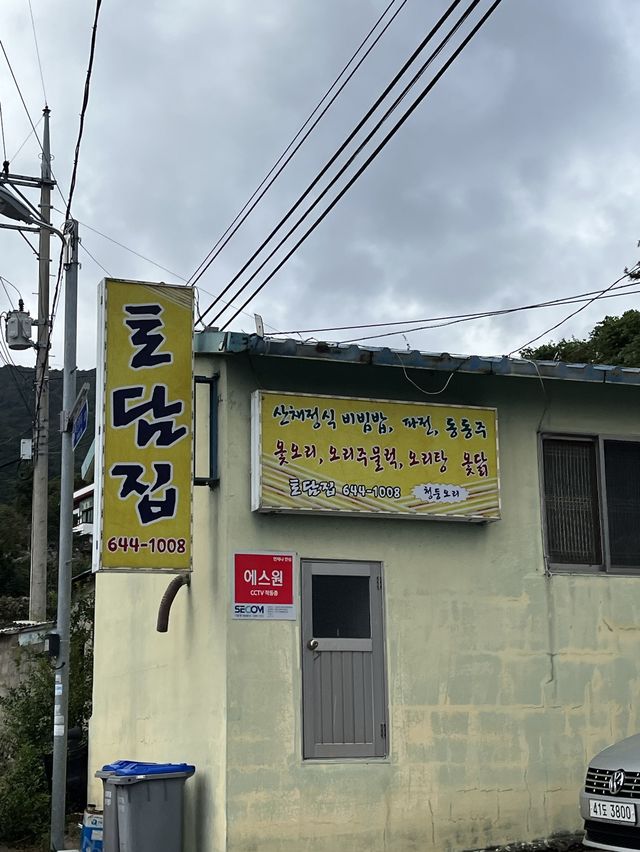 토담집
644-1008
산채정식 비빔밥, 파전, 동동주
옻오리, 오리주물럭, 오리탕 옻닭
토담집 644-1008 청둥오리
에스원
CCTV 작동중
SECOM
41도 3800